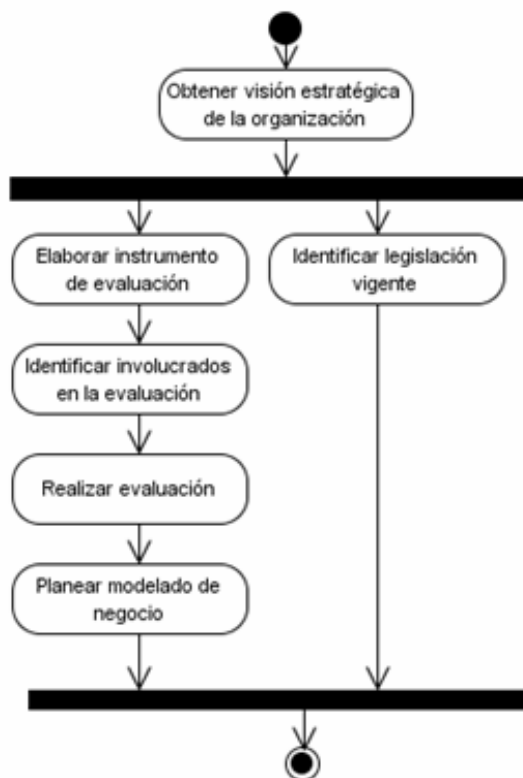 Obtener visión estratégica
de la organización
Elaborar instrumento
de evaluación
Identificar legislación
vigente
Identificar involucrados
en la evaluación
Realizar evaluación
Planear modelado de
negocio